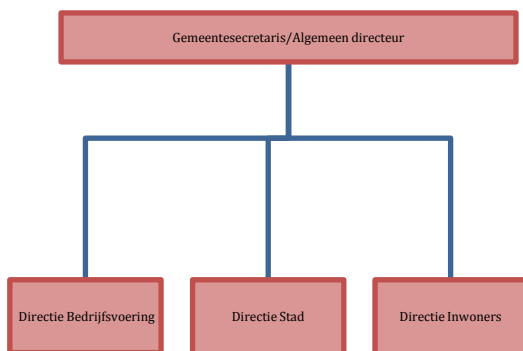 Gemeentesecretaris/Algemeen directeur
Directie Bedrijfsvoering
Directie Stad
Directie Inwoners